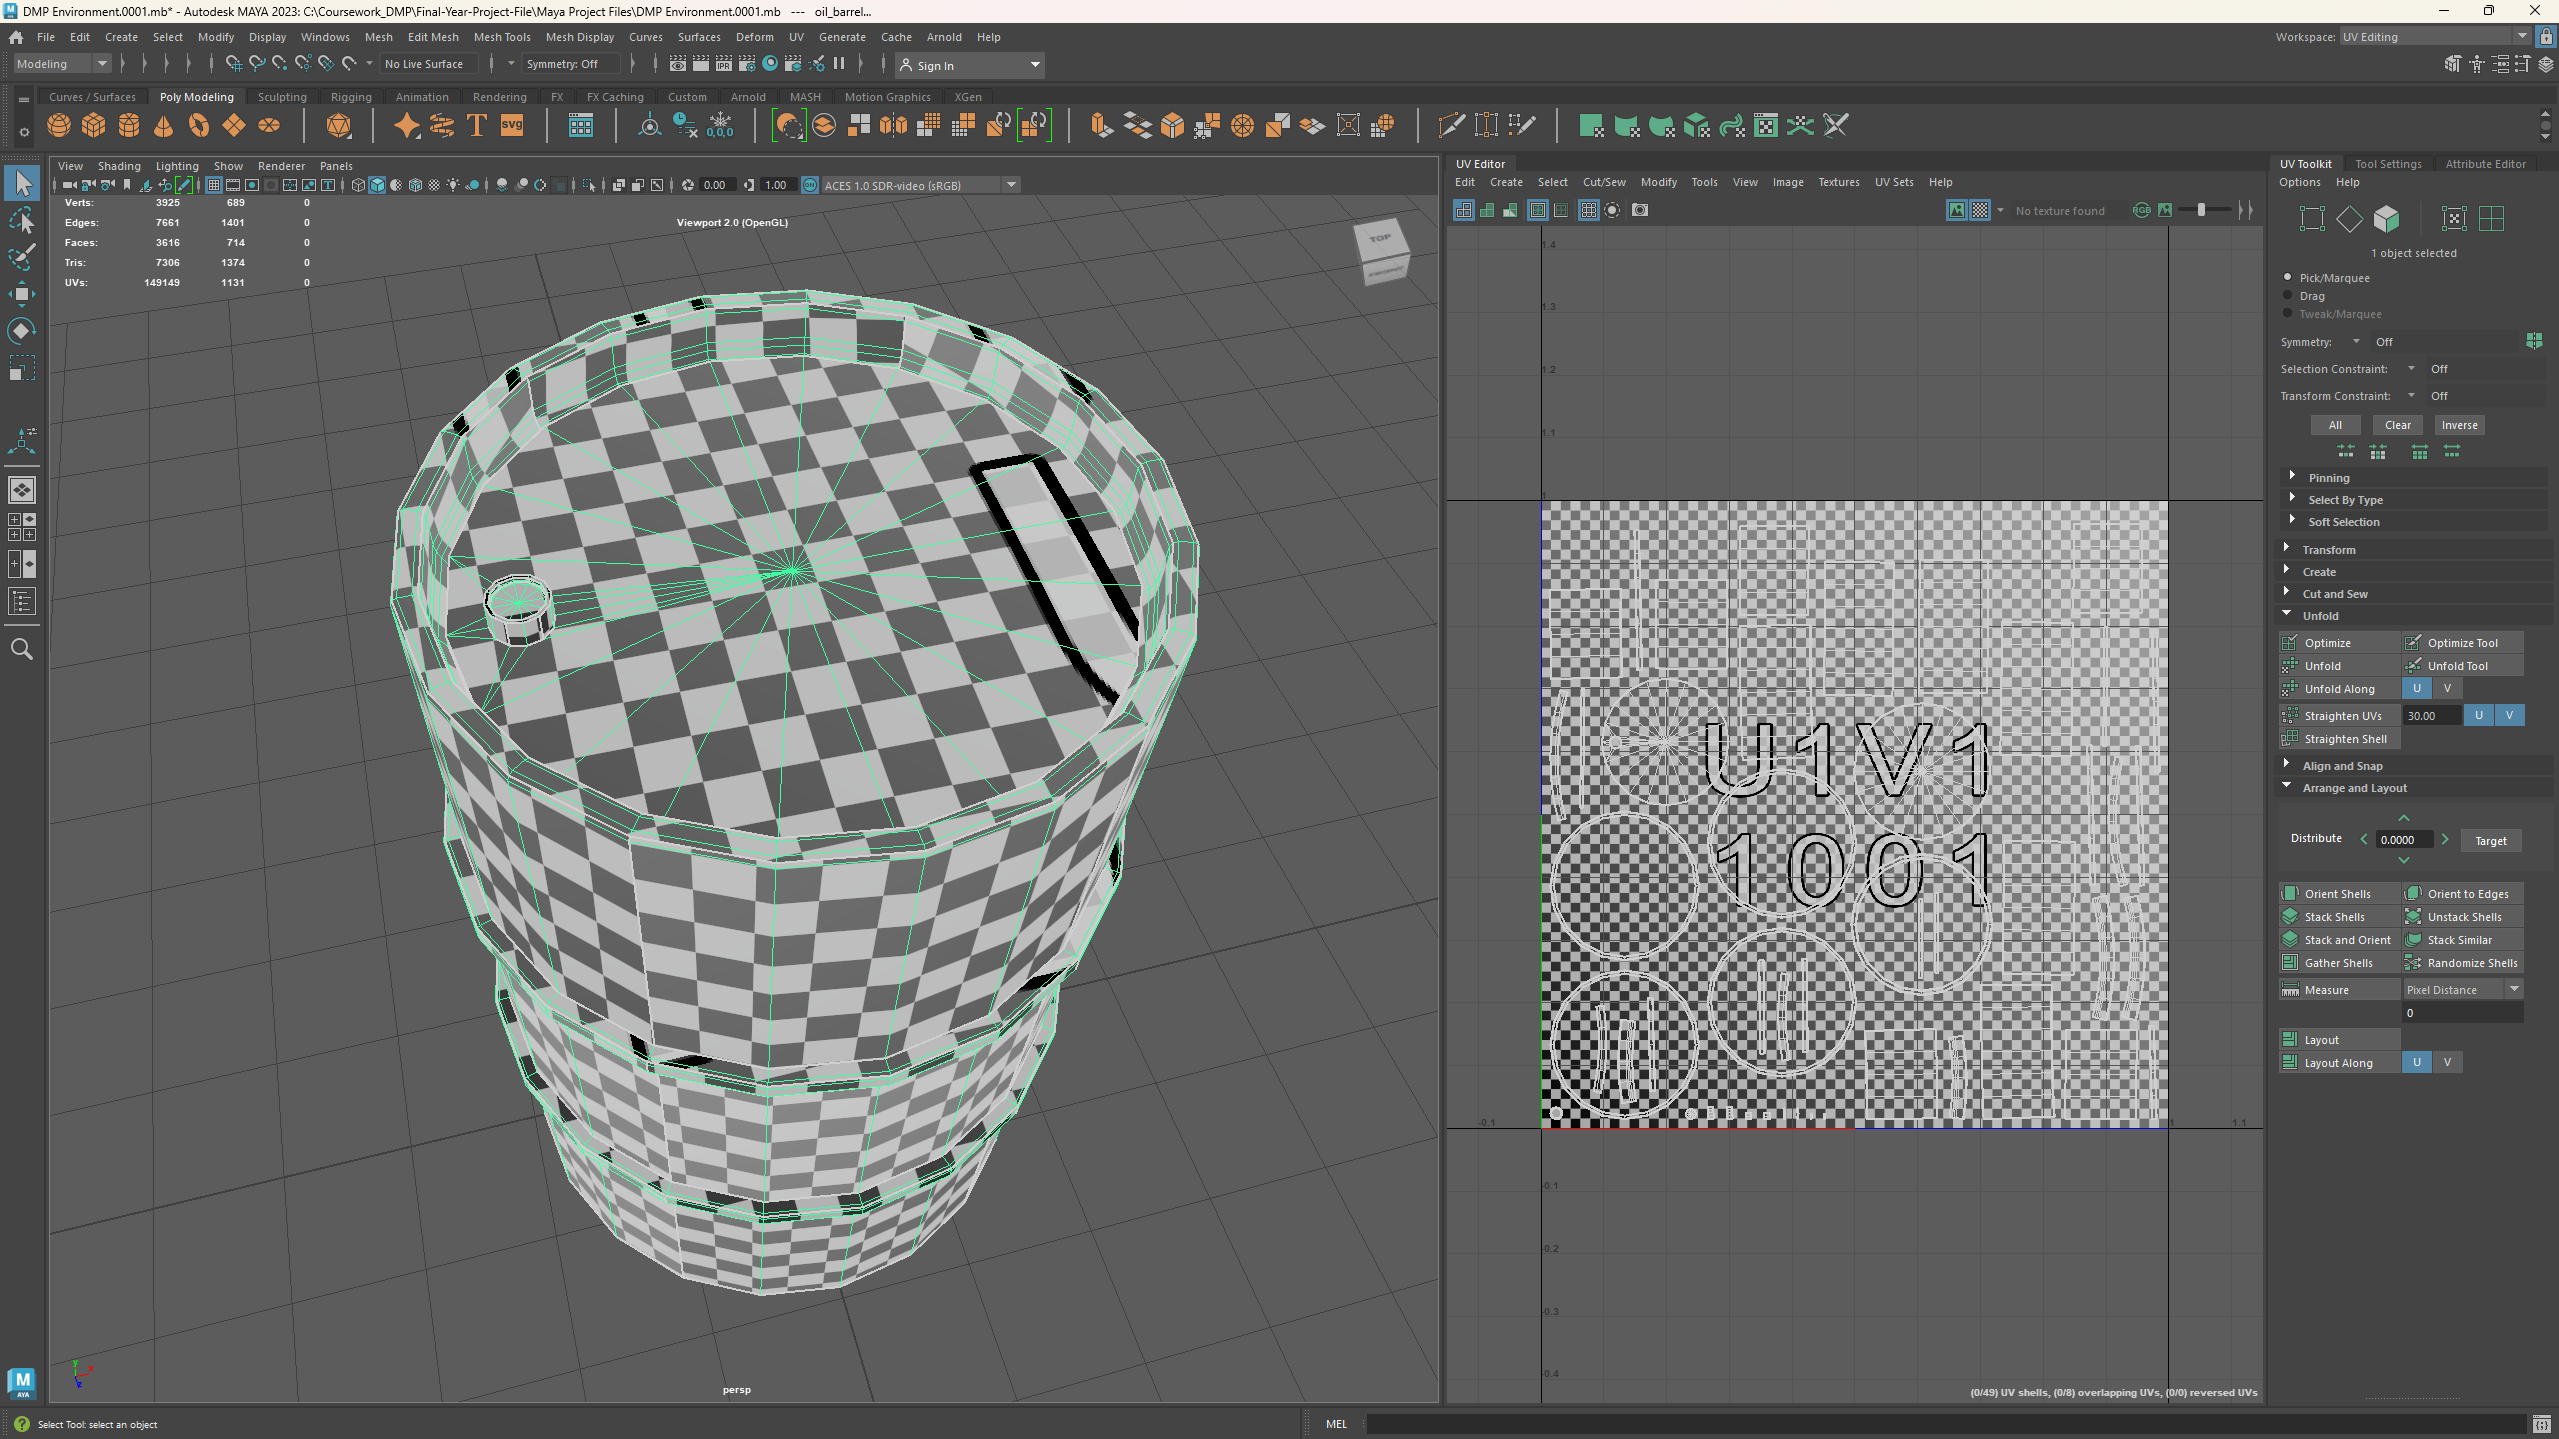 DMP Environment.0001.mb* - Autodesk MAYA 2023: C:\Coursework_DMP\Final-Year-Project-File\Maya Project Files\DMP Environment.0001.mb --- oil_barrel...
File Edit Create Select Modify Display Windows Mesh Edit Mesh Mesh Tools Mesh Display Curves Surfaces Deform UV Generate Cache Arnold Help
Workspace: UV Editing
Modeling No Live Surface Symmetry: Off IPR Sign In
Curves / Surfaces Poly Modeling Sculpting Rigging Animation Rendering FX FX Caching Custom Arnold MASH Motion Graphics XGen
T SVG 0,0,0
View Shading Lighting Show Renderer Panels
0.00 1.00 ON ACES 1.0 SDR-video (sRGB)
Verts: 3925 689 0
Edges: 7661 1401 0
Faces: 3616 714 0
Tris: 7306 1374 0
UVs: 149149 1131 0
Viewport 2.0 (OpenGL)
TOP
persp
y
x
z
M
AYA
UV Editor
Edit Create Select Cut/Sew Modify Tools View Image Textures UV Sets Help
No texture found RGB
1.4
1.3
1.2
1.1
1
U1V1
1001
-0.1 1 1.1
-0.1
-0.2
-0.3
-0.4
(0/49) UV shells, (0/8) overlapping UVs, (0/0) reversed UVs
UV Toolkit Tool Settings Attribute Editor
Options Help
1 object selected
Pick/Marquee
Drag
Tweak/Marquee
Symmetry: Off
Selection Constraint: Off
Transform Constraint: Off
All Clear Inverse
Pinning
Select By Type
Soft Selection
Transform
Create
Cut and Sew
Unfold
Optimize Optimize Tool
Unfold Unfold Tool
Unfold Along U V
Straighten UVs 30.00 U V
Straighten Shell
Align and Snap
Arrange and Layout
Distribute 0.0000 Target
Orient Shells Orient to Edges
Stack Shells Unstack Shells
Stack and Orient Stack Similar
Gather Shells Randomize Shells
Measure Pixel Distance
0
Layout
Layout Along U V
Select Tool: select an object
MEL